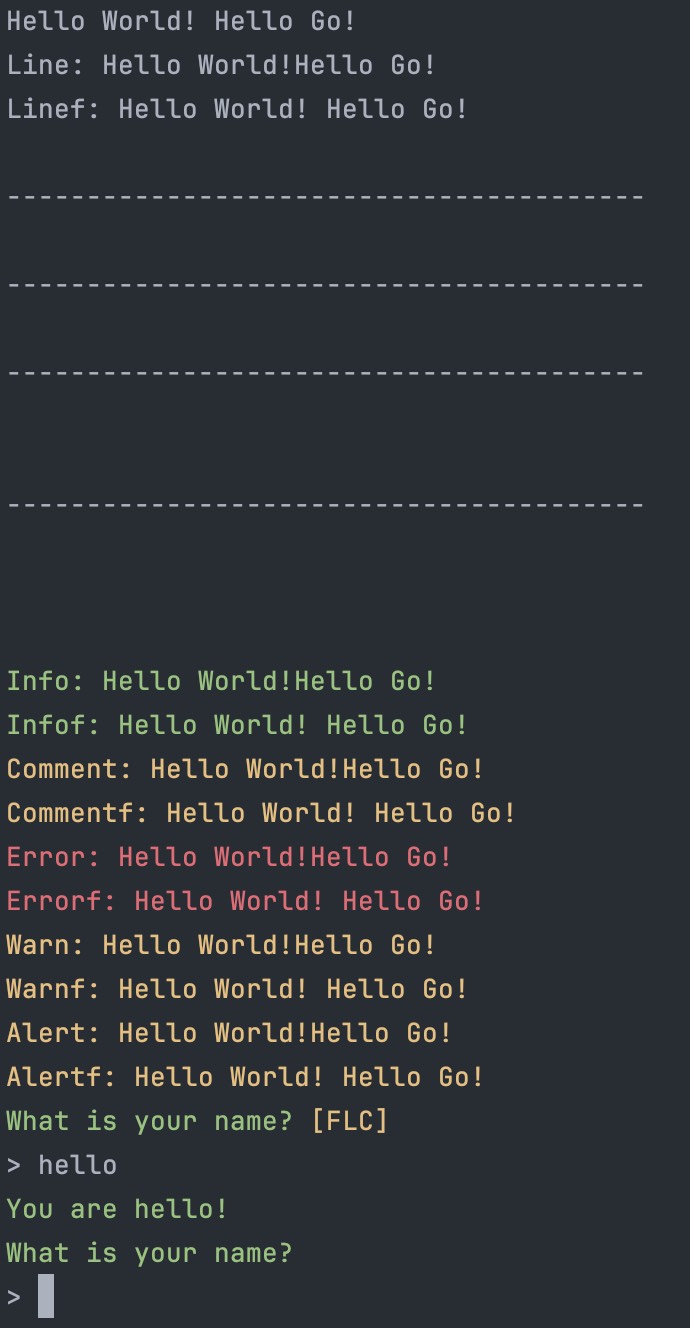 Hello World! Hello Go!
Line: Hello World!Hello Go!
Linef: Hello World! Hello Go!
----------------------------------------
----------------------------------------
----------------------------------------
----------------------------------------
Info: Hello World!Hello Go!
Infof: Hello World! Hello Go!
Comment: Hello World!Hello Go!
Commentf: Hello World! Hello Go!
Error: Hello World!Hello Go!
Errorf: Hello World! Hello Go!
Warn: Hello World!Hello Go!
Warnf: Hello World! Hello Go!
Alert: Hello World!Hello Go!
Alertf: Hello World! Hello Go!
What is your name? [FLC]
> hello
You are hello!
What is your name?
>